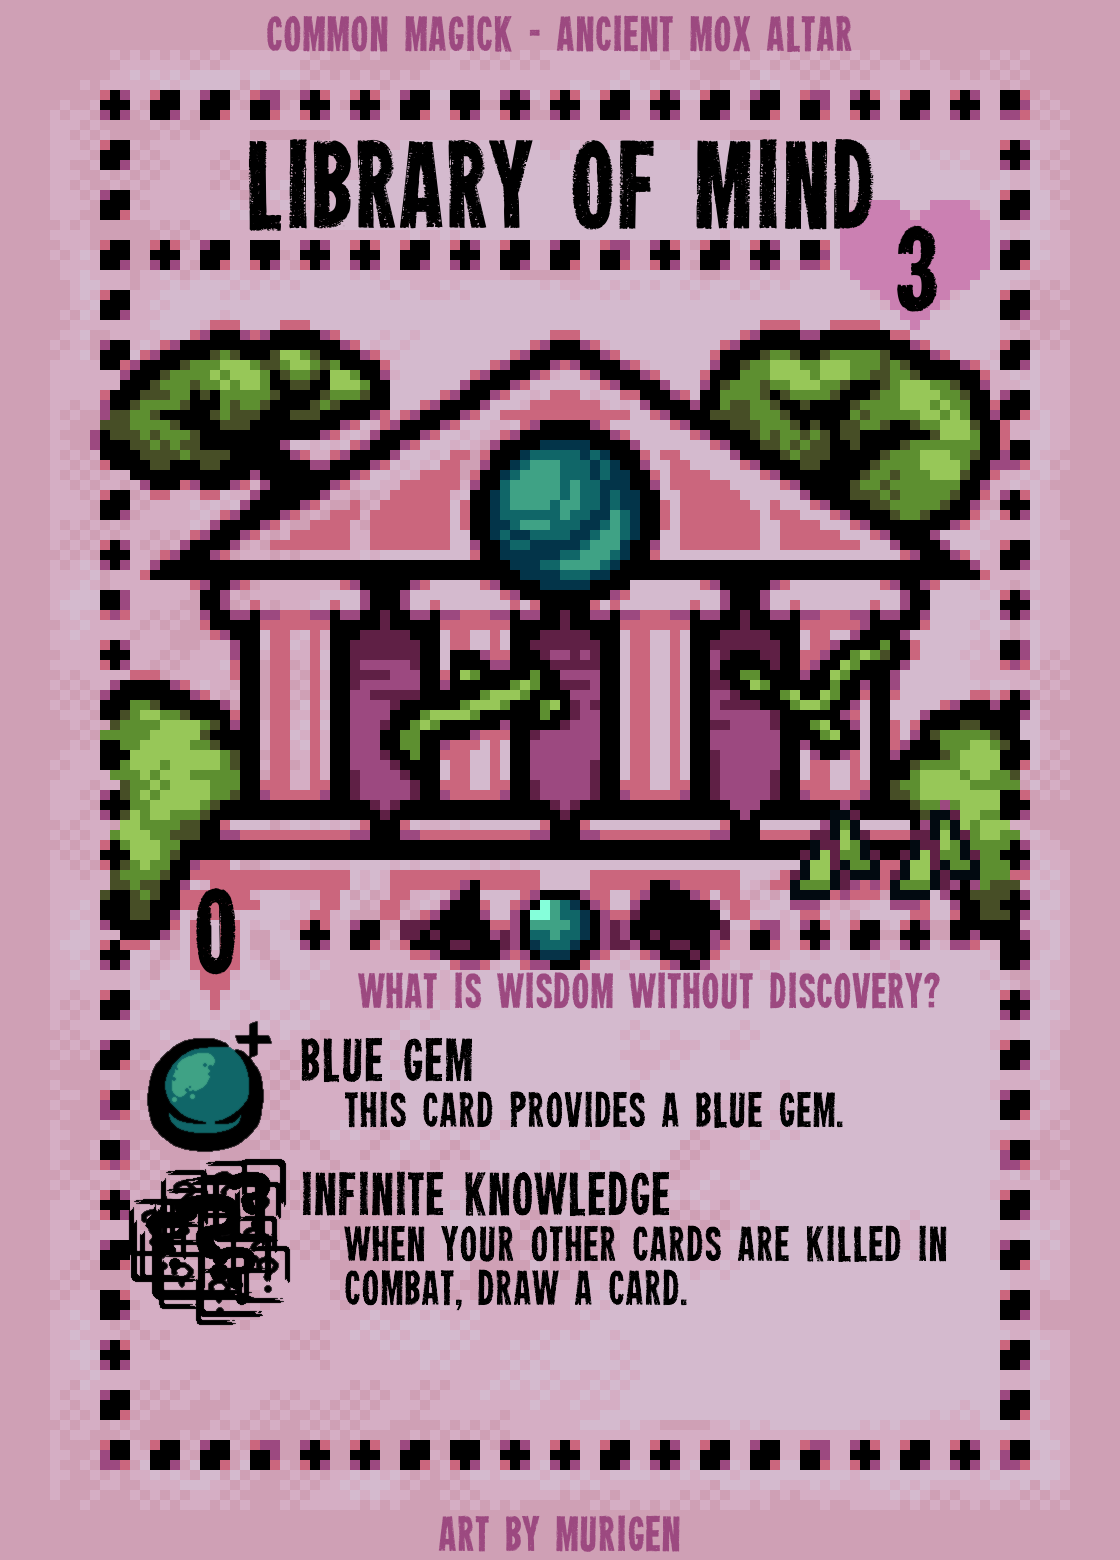 COMMON MAGICK - ANCIENT MOX ALTAR
LIBRARY OF MIND
3
0
WHAT IS WISDOM WITHOUT DISCOVERY?
BLUE GEM
THIS CARD PROVIDES A BLUE GEM.
INFINITE KNOWLEDGE
WHEN YOUR OTHER CARDS ARE KILLED IN
COMBAT, DRAW A CARD.
ART BY MURIGEN